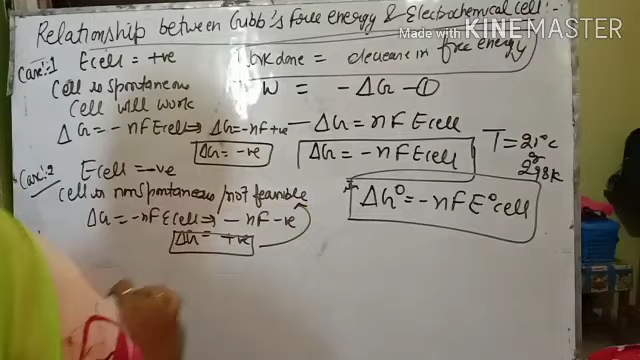 Relationship between Gibb's Free energy & Electrochemical cell :-
Made with KINEMASTER
Case:-1 Ecell = +ve
Cell is spontaneous
Cell will work
ΔG = -nFEcell ⇒ ΔG = -nF +ve
ΔG = -ve
Case:-2 Ecell = -ve
Cell is non spontaneous / not feasible
ΔG = -nFEcell ⇒ -nF -ve
ΔG = +ve
work done = decrease in free energy
W = -ΔG -①
-ΔG = nFEcell
ΔG = -nFEcell
T = 25°C
or
298K
ΔG° = -nFE°cell